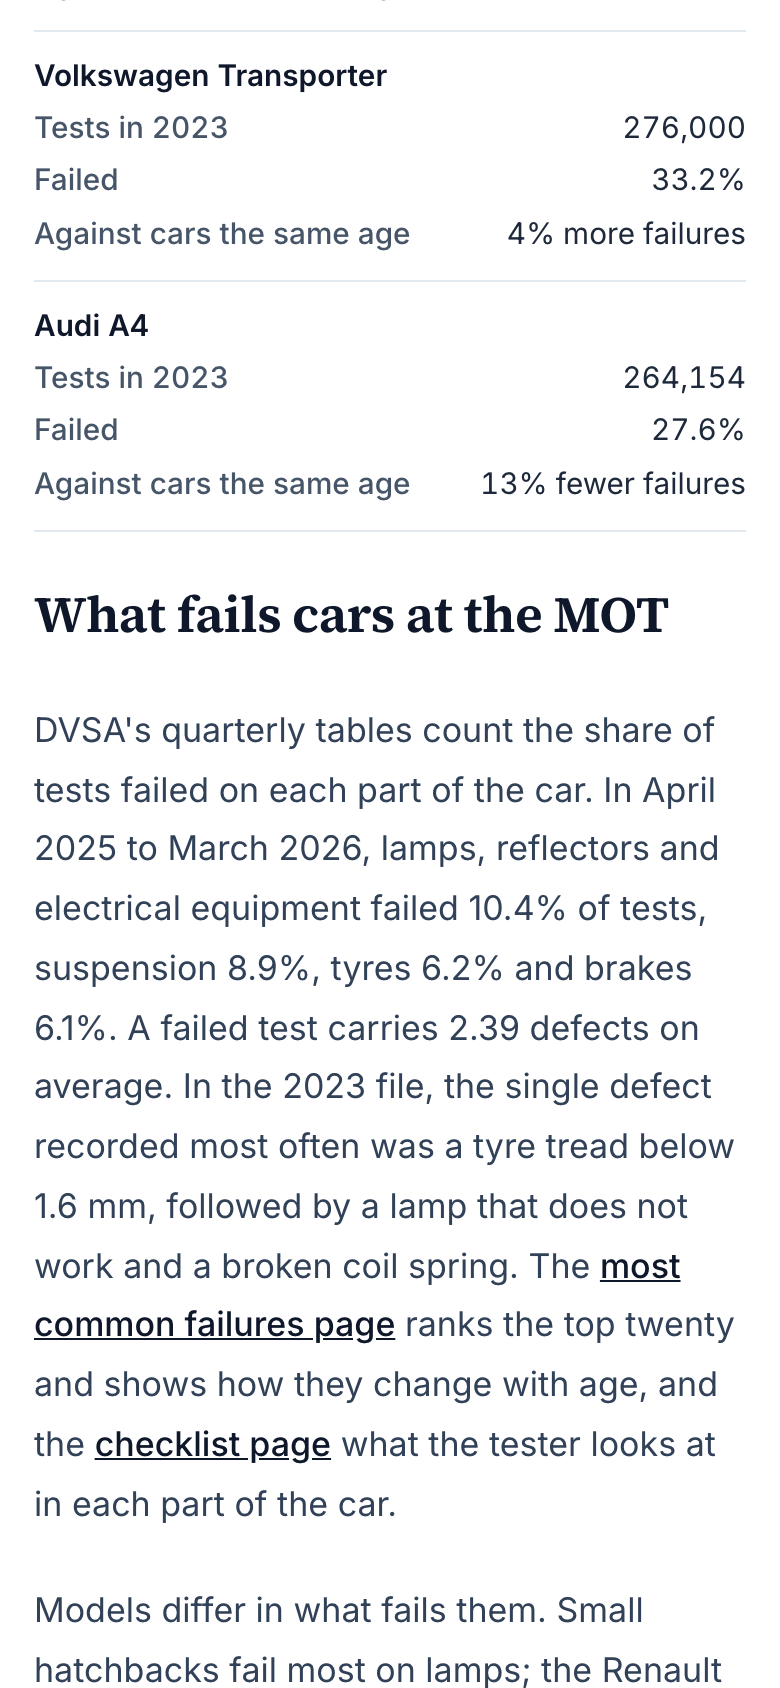 Volkswagen Transporter
Tests in 2023 276,000
Failed 33.2%
Against cars the same age 4% more failures
Audi A4
Tests in 2023 264,154
Failed 27.6%
Against cars the same age 13% fewer failures
What fails cars at the MOT
DVSA's quarterly tables count the share of
tests failed on each part of the car. In April
2025 to March 2026, lamps, reflectors and
electrical equipment failed 10.4% of tests,
suspension 8.9%, tyres 6.2% and brakes
6.1%. A failed test carries 2.39 defects on
average. In the 2023 file, the single defect
recorded most often was a tyre tread below
1.6 mm, followed by a lamp that does not
work and a broken coil spring. The most
common failures page ranks the top twenty
and shows how they change with age, and
the checklist page what the tester looks at
in each part of the car.
Models differ in what fails them. Small
hatchbacks fail most on lamps; the Renault